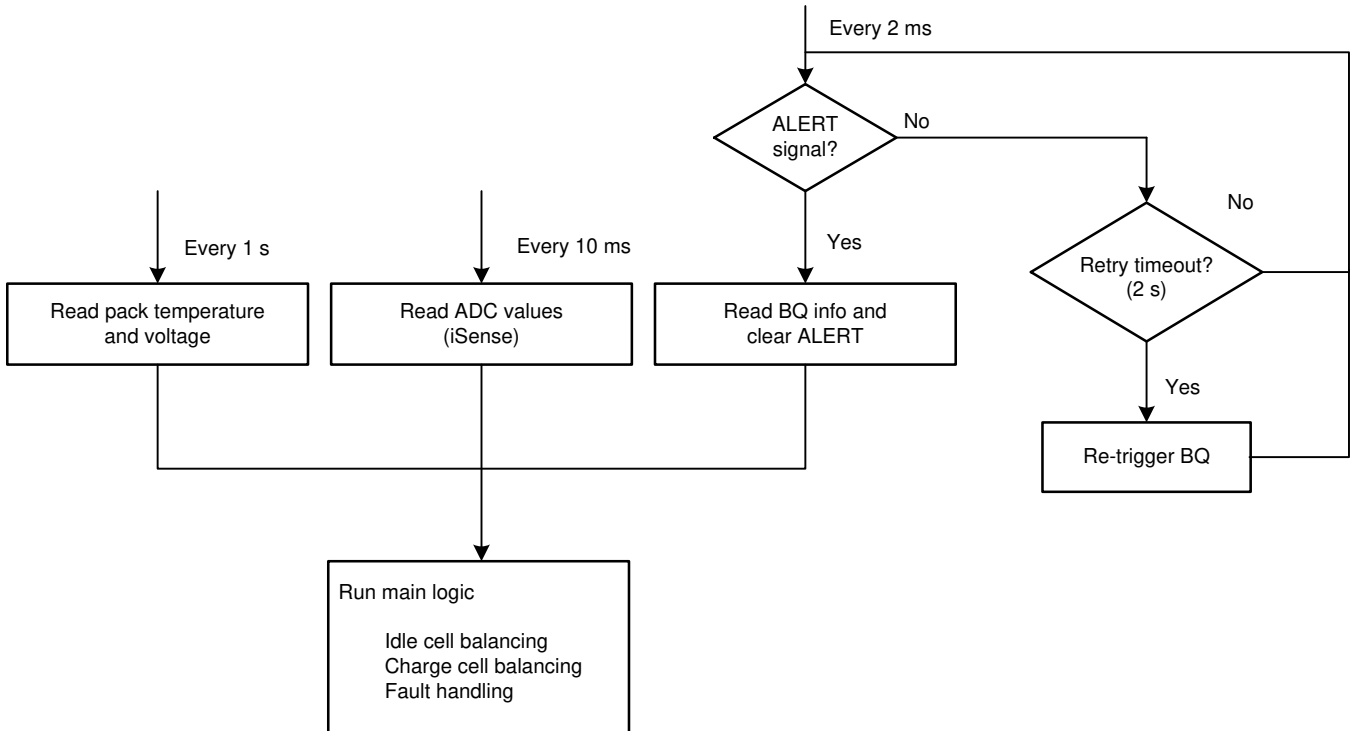 Every 2 ms
ALERT
signal?
No
Every 1 s
Every 10 ms
Yes
No
Retry timeout?
(2 s)
Read pack temperature
and voltage
Read ADC values
(iSense)
Read BQ info and
clear ALERT
Yes
Re-trigger BQ
Run main logic
Idle cell balancing
Charge cell balancing
Fault handling